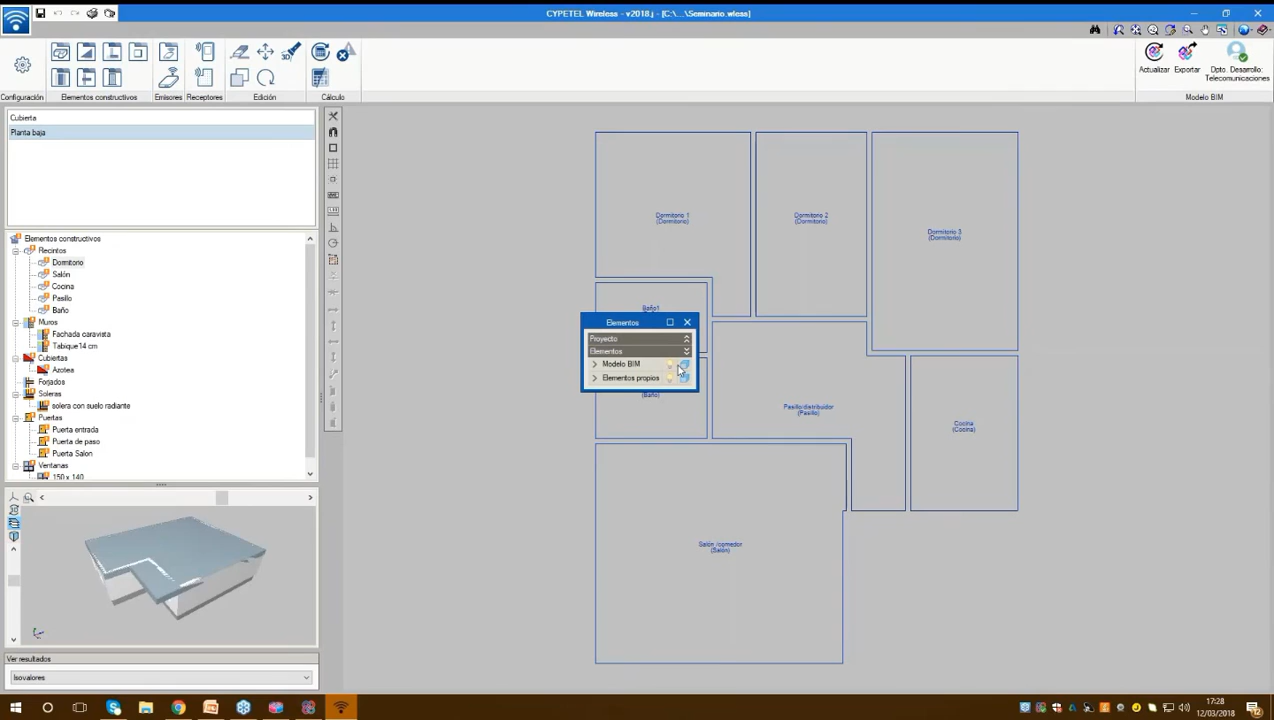 CYPETEL Wireless - v2018.j - [C:\...\Seminario.wless]
Configuración
Elementos constructivos
Emisores
Receptores
Edición
Cálculo
Actualizar
Exportar
Dpto. Desarrollo:
Telecomunicaciones
Modelo BIM
Cubierta
Planta baja
Elementos constructivos
Recintos
Dormitorio
Salón
Cocina
Pasillo
Baño
Muros
Fachada caravista
Tabique14 cm
Cubiertas
Azotea
Forjados
Soleras
solera con suelo radiante
Puertas
Puerta entrada
Puerta de paso
Puerta Salon
Ventanas
150 x 140
Ver resultados
Isovalores
Dormitorio 1
(Dormitorio)
Dormitorio 2
(Dormitorio)
Dormitorio 3
(Dormitorio)
Baño1
Elementos
Proyecto
Elementos
Modelo BIM
Elementos propios
(Baño)
Pasillo/distribuidor
(Pasillo)
Cocina
(Cocina)
Salón /comedor
(Salón)
17:28
12/03/2018